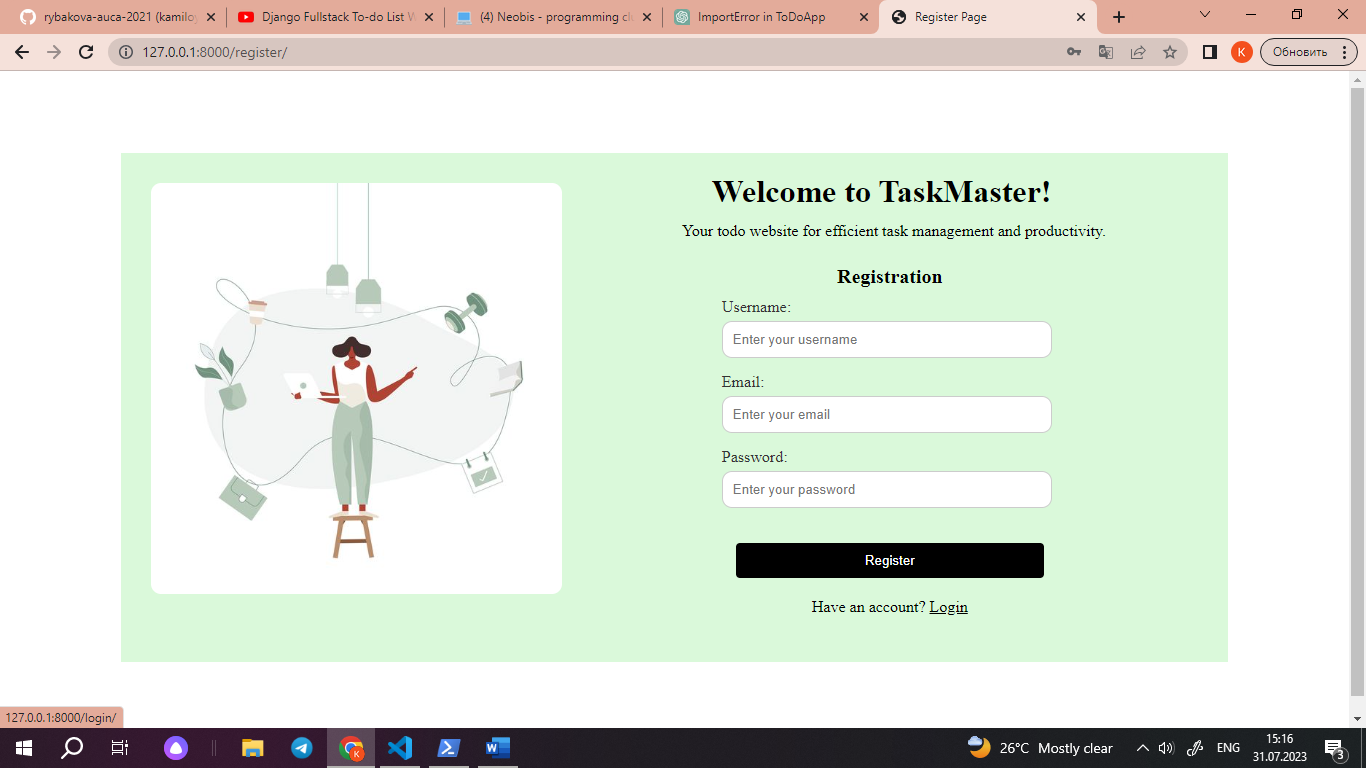 rybakova-auca-2021 (kamilo
Django Fullstack To-do List W
(4) Neobis - programming clu
ImportError in ToDoApp
Register Page
127.0.0.1:8000/register/
K
Обновить
Welcome to TaskMaster!
Your todo website for efficient task management and productivity.
Registration
Username:
Enter your username
Email:
Enter your email
Password:
Enter your password
Register
Have an account? Login
127.0.0.1:8000/login/
26°C Mostly clear
ENG
15:16
31.07.2023
3